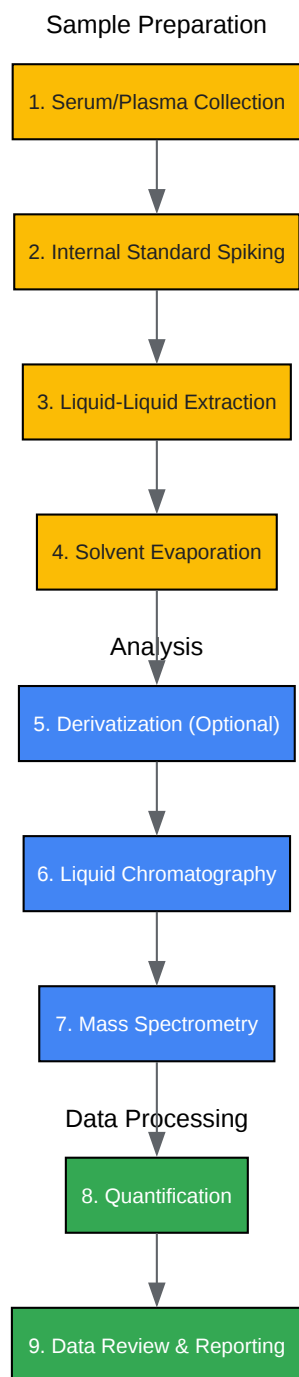 Sample Preparation
1. Serum/Plasma Collection
2. Internal Standard Spiking
3. Liquid-Liquid Extraction
4. Solvent Evaporation
Analysis
5. Derivatization (Optional)
6. Liquid Chromatography
7. Mass Spectrometry
Data Processing
8. Quantification
9. Data Review & Reporting